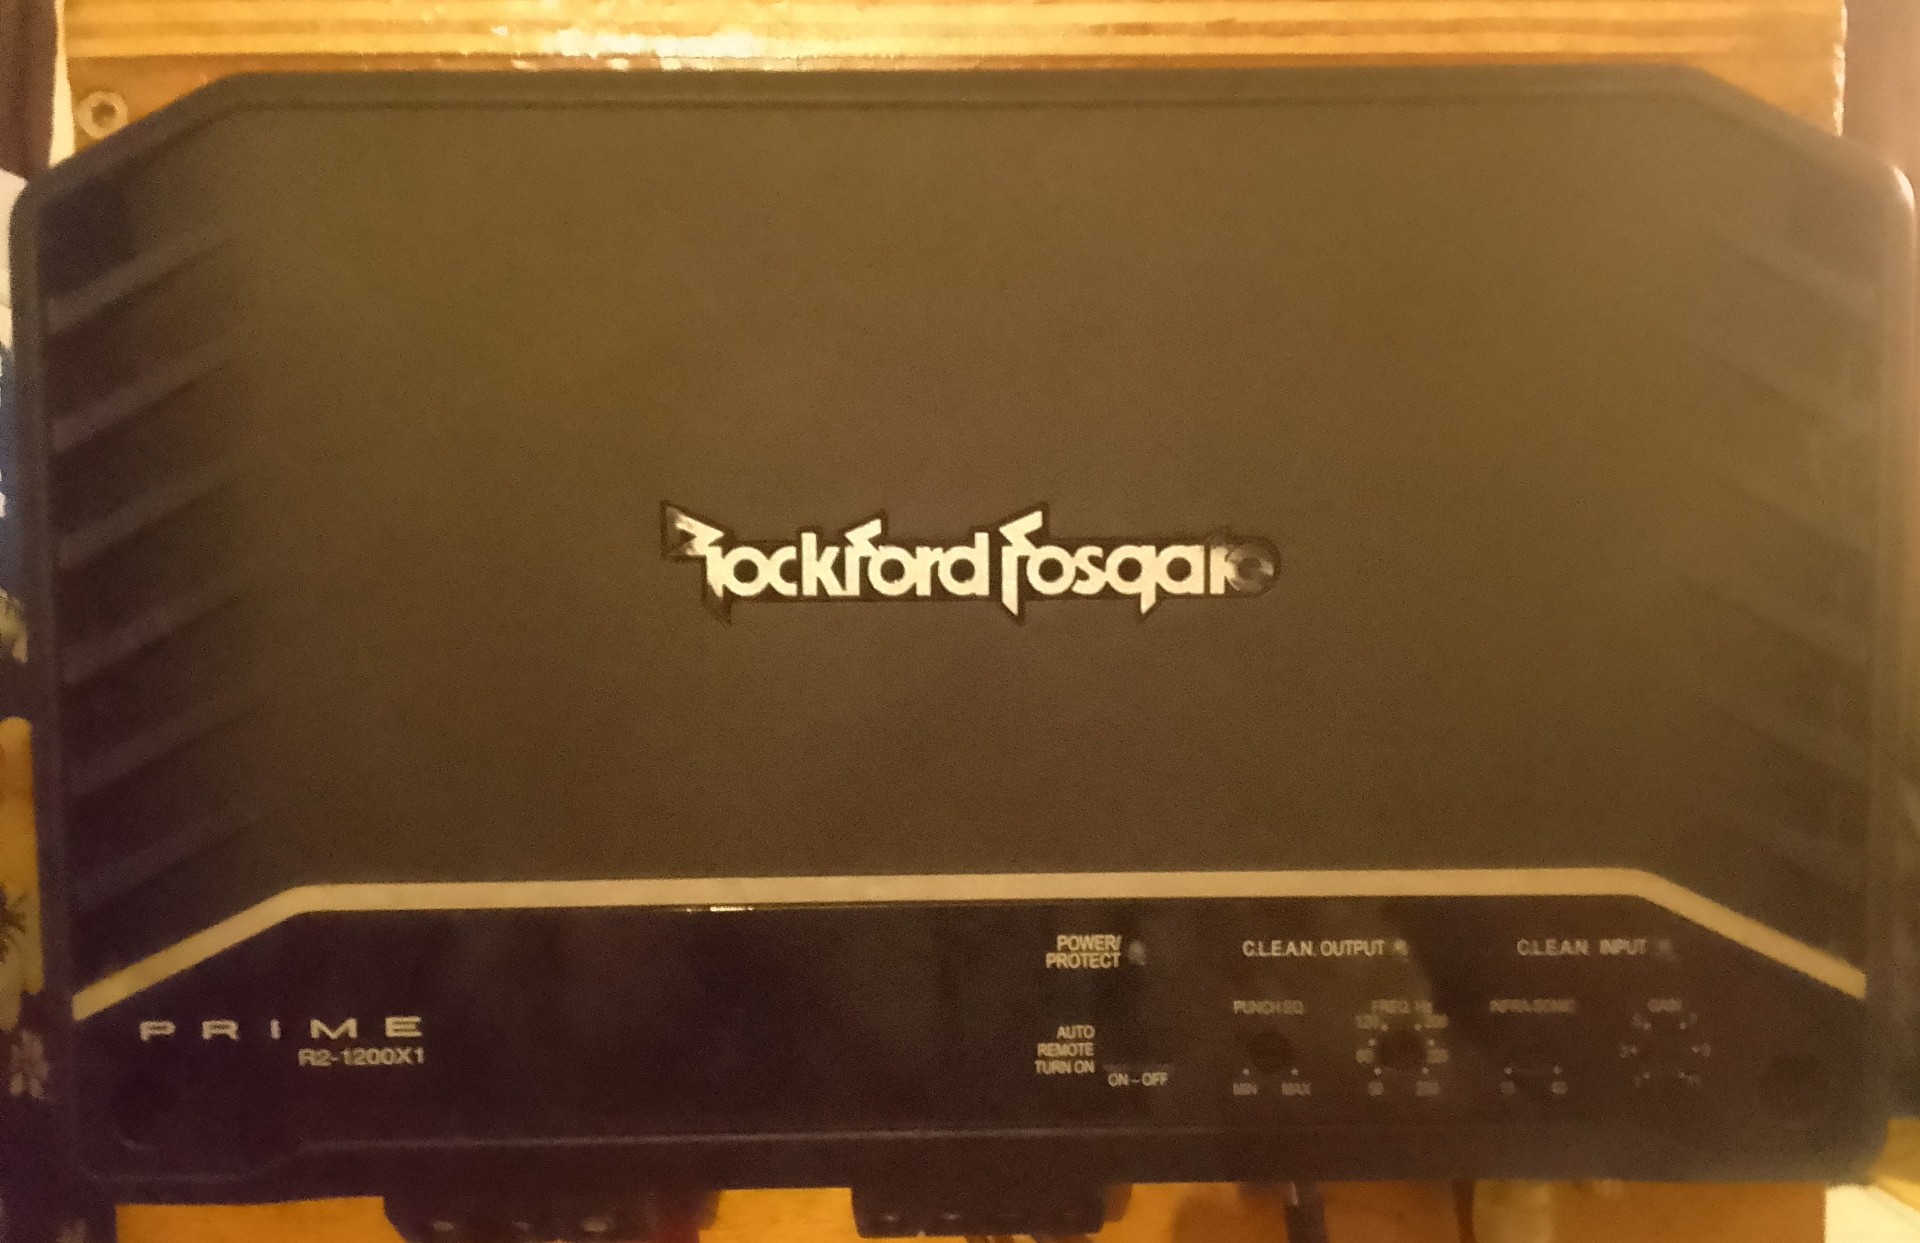 Rockford Fosgate
POWER/
PROTECT
C.L.E.A.N. OUTPUT
C.L.E.A.N. INPUT
PUNCH EQ.
FREQ. Hz
INFRA-SONIC
GAIN
120
PRIME
R2-1200X1
AUTO
REMOTE
TURN ON
ON – OFF
MIN
MAX